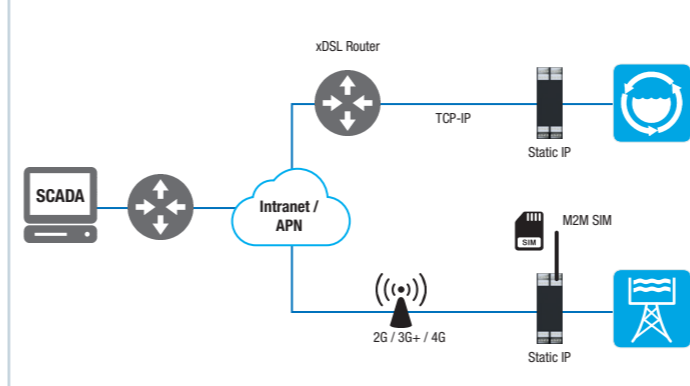 xDSL Router
TCP-IP
Static IP
SCADA
Intranet /
APN
SIM
M2M SIM
2G / 3G+ / 4G
Static IP